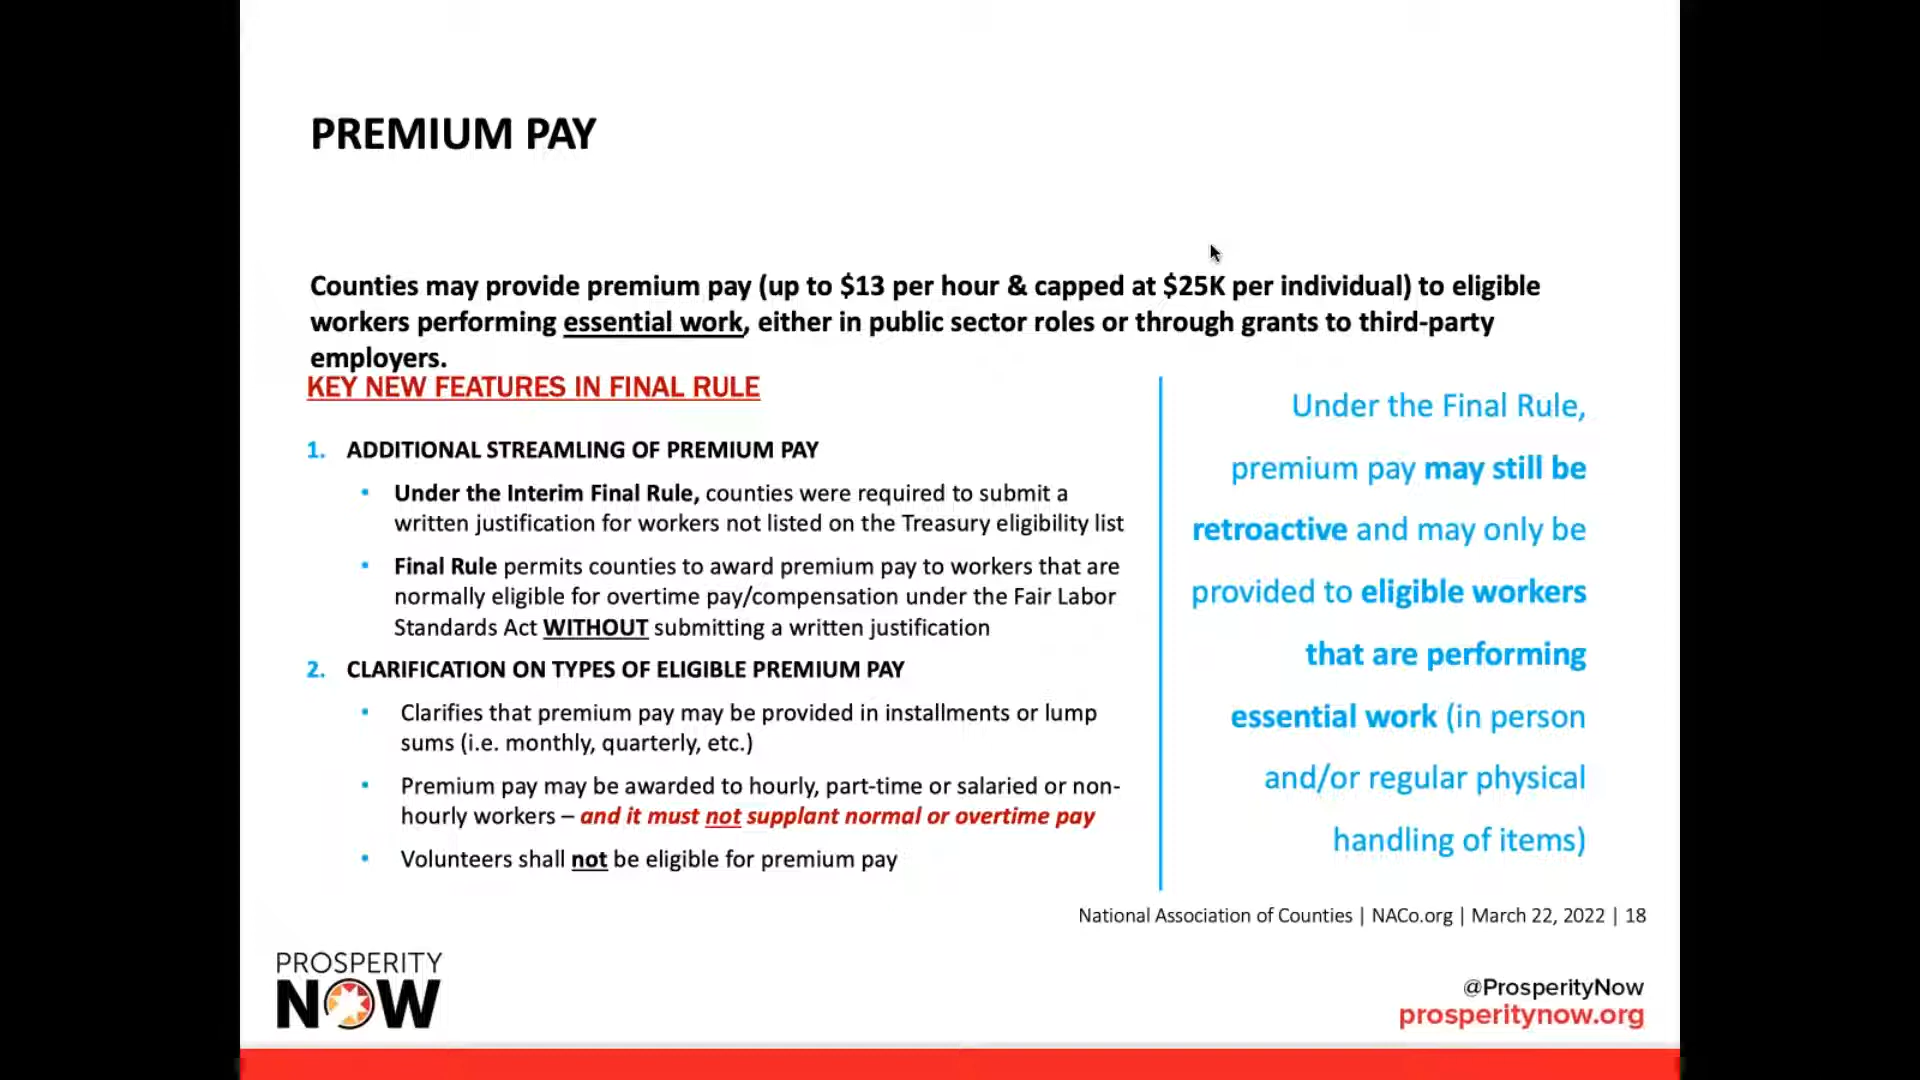 PREMIUM PAY
Counties may provide premium pay (up to $13 per hour & capped at $25K per individual) to eligible
workers performing essential work, either in public sector roles or through grants to third-party
employers.
KEY NEW FEATURES IN FINAL RULE
1. ADDITIONAL STREAMLING OF PREMIUM PAY
• Under the Interim Final Rule, counties were required to submit a
written justification for workers not listed on the Treasury eligibility list
• Final Rule permits counties to award premium pay to workers that are
normally eligible for overtime pay/compensation under the Fair Labor
Standards Act WITHOUT submitting a written justification
2. CLARIFICATION ON TYPES OF ELIGIBLE PREMIUM PAY
• Clarifies that premium pay may be provided in installments or lump
sums (i.e. monthly, quarterly, etc.)
• Premium pay may be awarded to hourly, part-time or salaried or non-
hourly workers – and it must not supplant normal or overtime pay
• Volunteers shall not be eligible for premium pay
Under the Final Rule,
premium pay may still be
retroactive and may only be
provided to eligible workers
that are performing
essential work (in person
and/or regular physical
handling of items)
National Association of Counties | NACo.org | March 22, 2022 | 18
PROSPERITY
NOW
@ProsperityNow
prosperitynow.org